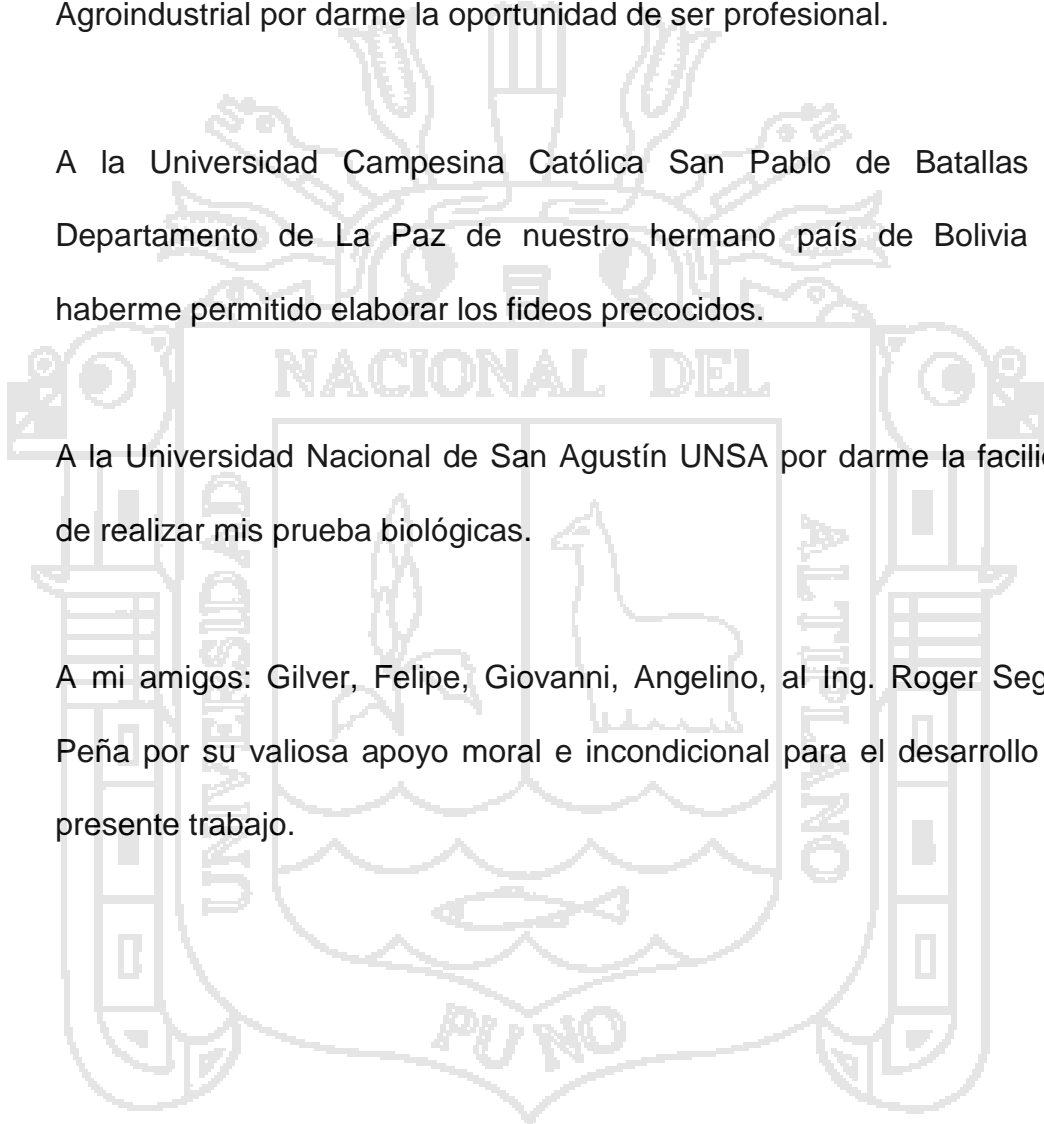 Agroindustrial por darme la oportunidad de ser profesional.
A la Universidad Campesina Católica San Pablo de Batallas
Departamento de La Paz de nuestro hermano país de Bolivia
haberme permitido elaborar los fideos precocidos.
NACIONAL DEL
A la Universidad Nacional de San Agustín UNSA por darme la facili
de realizar mis prueba biológicas.
UNIVERSIDAD
ALTIPLANO
A mi amigos: Gilver, Felipe, Giovanni, Angelino, al Ing. Roger Seg
Peña por su valiosa apoyo moral e incondicional para el desarrollo
presente trabajo.
PUNO